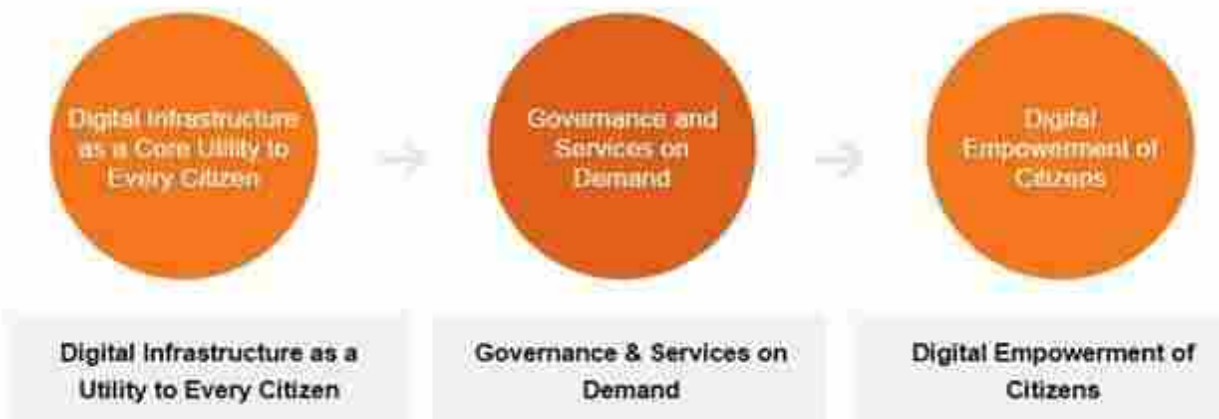 Digital Infrastructure
as a Core Utility to
Every Citizen
Governance and
Services on
Demand
Digital
Empowerment of
Citizens
Digital Infrastructure as a
Utility to Every Citizen
Governance & Services on
Demand
Digital Empowerment of
Citizens